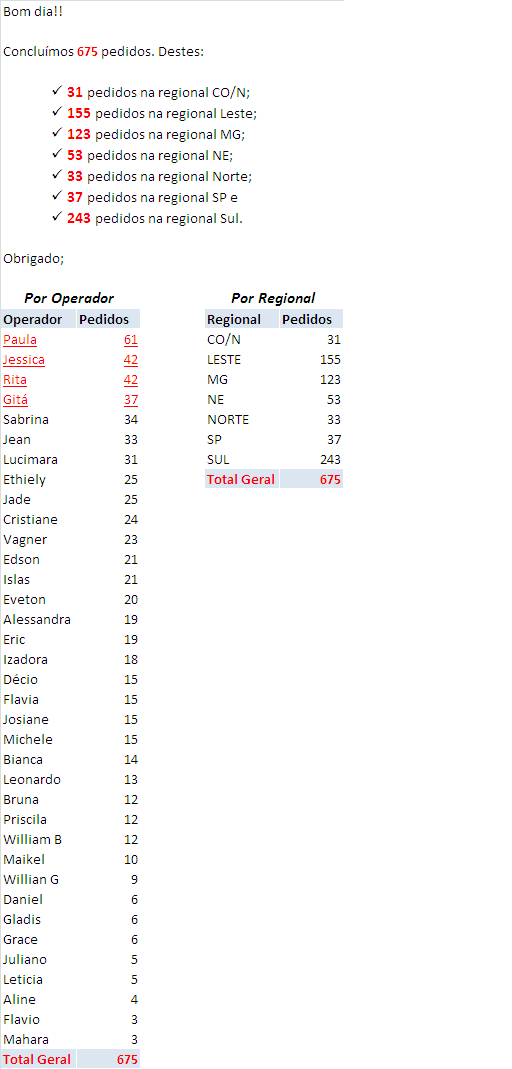 Bom dia!!
Concluímos 675 pedidos. Destes:
✓ 31 pedidos na regional CO/N;
✓ 155 pedidos na regional Leste;
✓ 123 pedidos na regional MG;
✓ 53 pedidos na regional NE;
✓ 33 pedidos na regional Norte;
✓ 37 pedidos na regional SP e
✓ 243 pedidos na regional Sul.
Obrigado;
Por Operador
Operador Pedidos
Paula 61
Jessica 42
Rita 42
Gitá 37
Sabrina 34
Jean 33
Lucimara 31
Ethiely 25
Jade 25
Cristiane 24
Vagner 23
Edson 21
Islas 21
Eveton 20
Alessandra 19
Eric 19
Izadora 18
Décio 15
Flavia 15
Josiane 15
Michele 15
Bianca 14
Leonardo 13
Bruna 12
Priscila 12
William B 12
Maikel 10
Willian G 9
Daniel 6
Gladis 6
Grace 6
Juliano 5
Leticia 5
Aline 4
Flavio 3
Mahara 3
Total Geral 675
Por Regional
Regional Pedidos
CO/N 31
LESTE 155
MG 123
NE 53
NORTE 33
SP 37
SUL 243
Total Geral 675